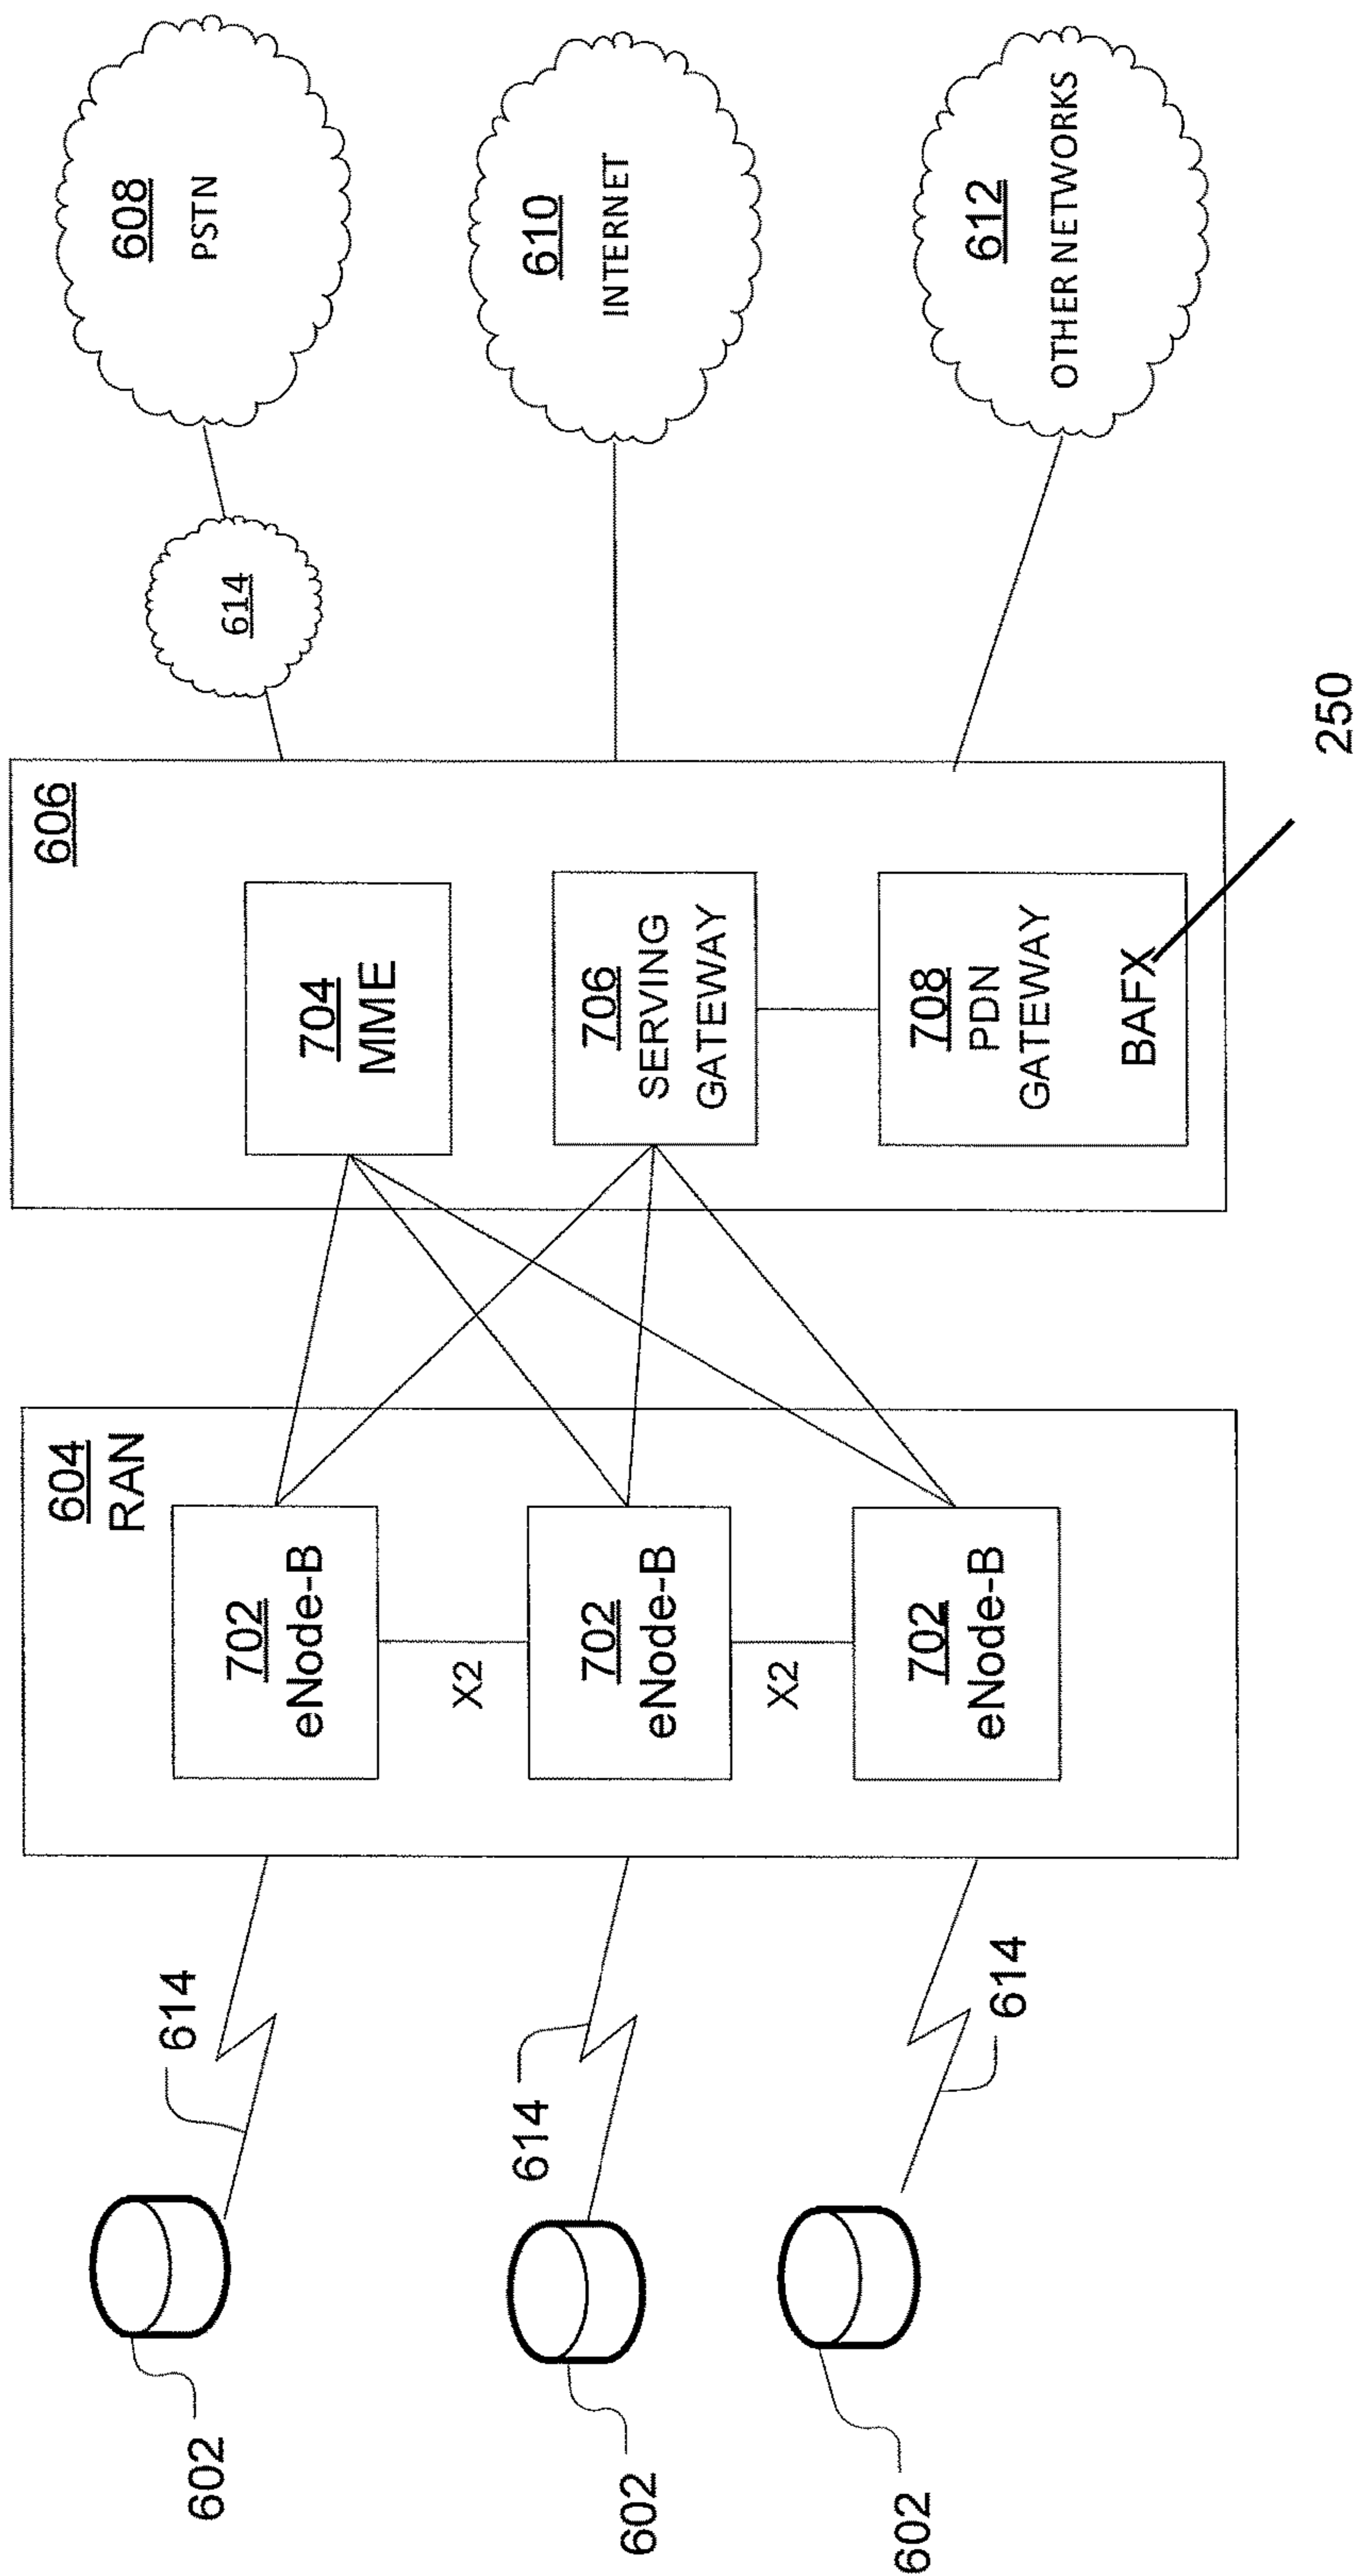 602
602
602
614
614
614
604
RAN
702
eNode-B
X2
702
eNode-B
X2
702
eNode-B
606
704
MME
706
SERVING
GATEWAY
708
PDN
GATEWAY
BAFX
250
614
608
PSTN
610
INTERNET
612
OTHER NETWORKS